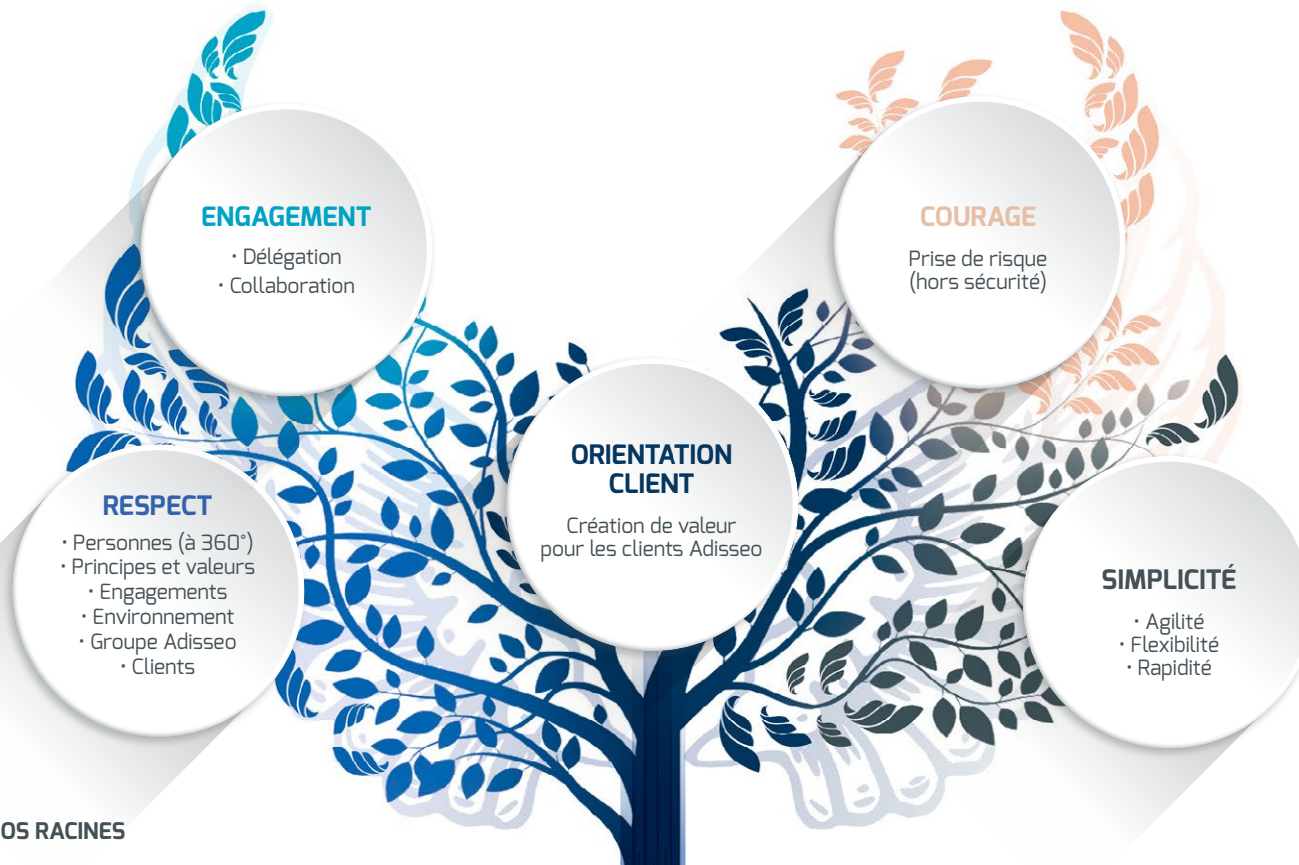 ENGAGEMENT
· Délégation
· Collaboration
COURAGE
Prise de risque
(hors sécurité)
ORIENTATION
CLIENT
Création de valeur
pour les clients Adisseo
RESPECT
· Personnes (à 360°)
· Principes et valeurs
· Engagements
· Environnement
· Groupe Adisseo
· Clients
SIMPLICITÉ
· Agilité
· Flexibilité
· Rapidité
OS RACINES